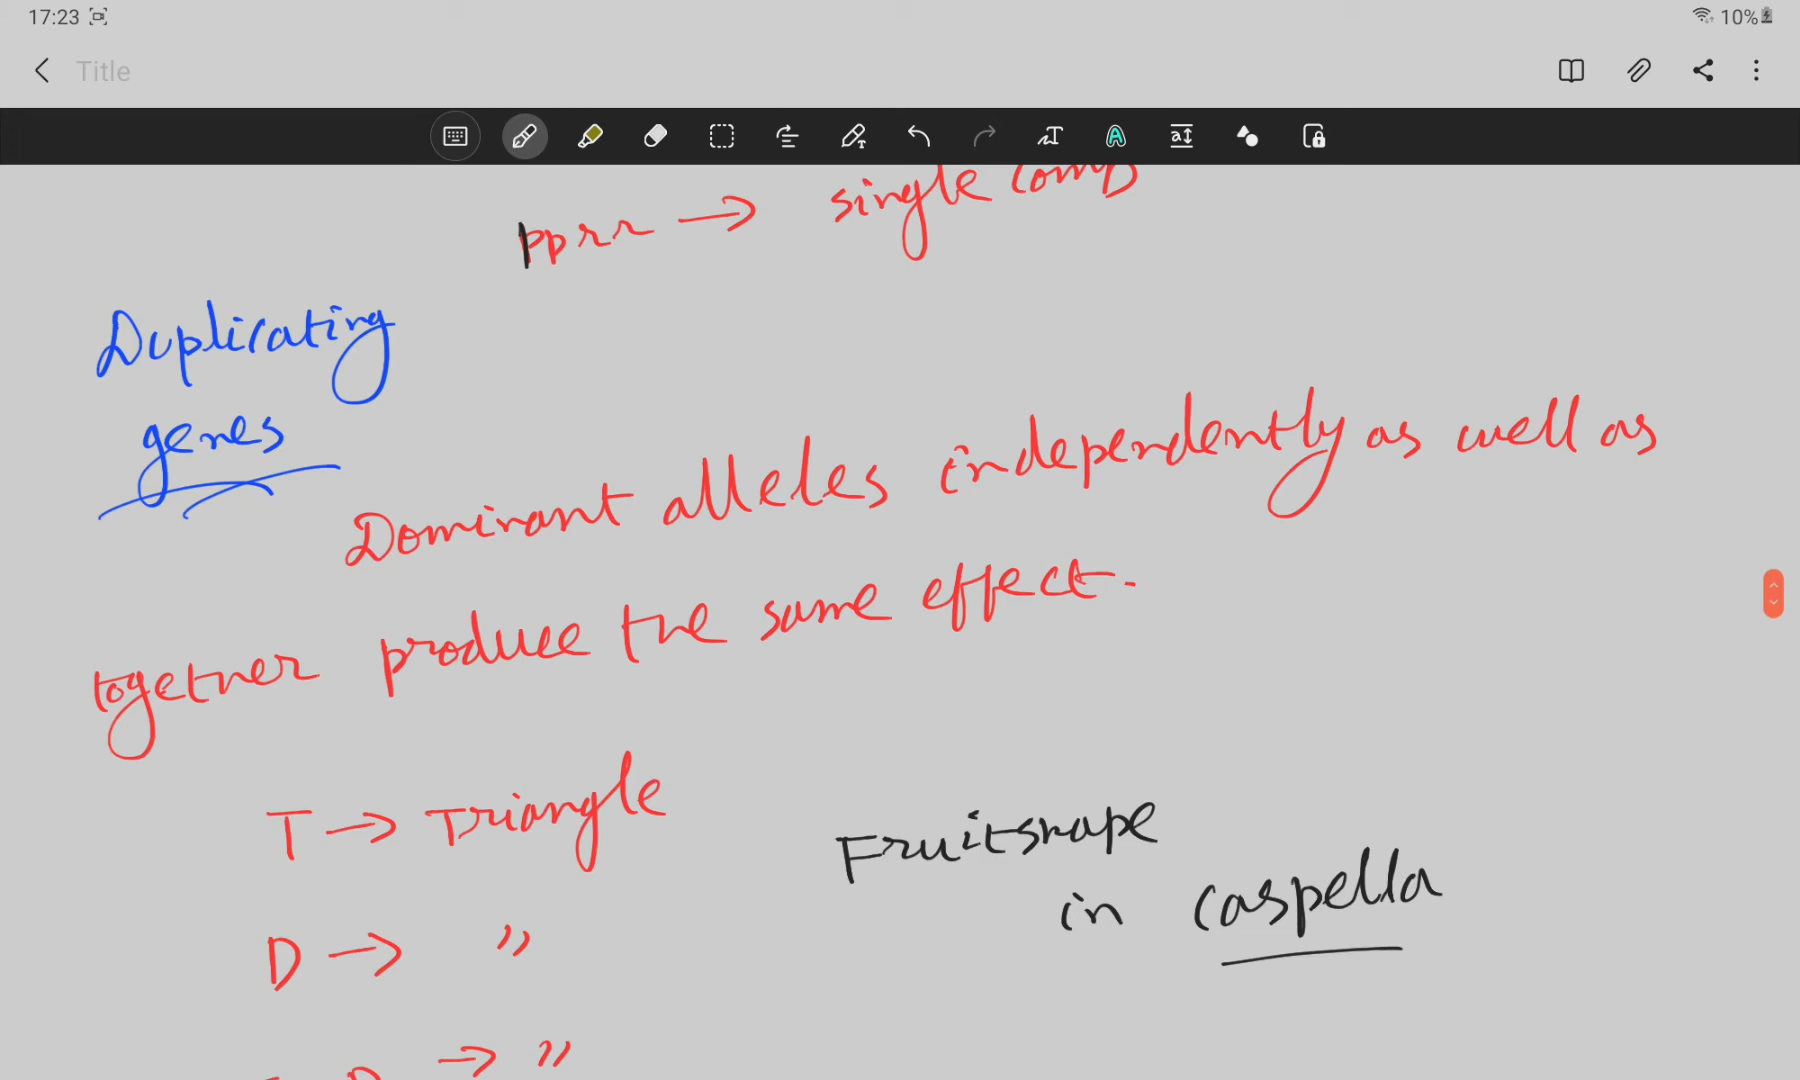 17:23 10%
Title
pprr → single comb
Duplicating
genes
Dominant alleles independently as well as
together produce the same effect.
T → Triangle
Fruitshape
in caspella
D → "
→ "